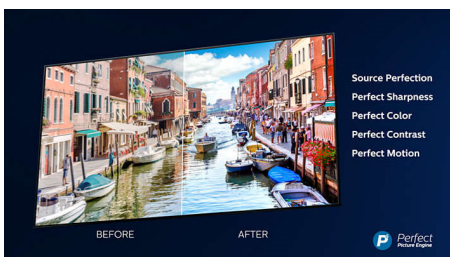 Source Perfection
Perfect Sharpness
Perfect Color
Perfect Contrast
Perfect Motion
BEFORE
AFTER
P
Perfect
Picture Engine